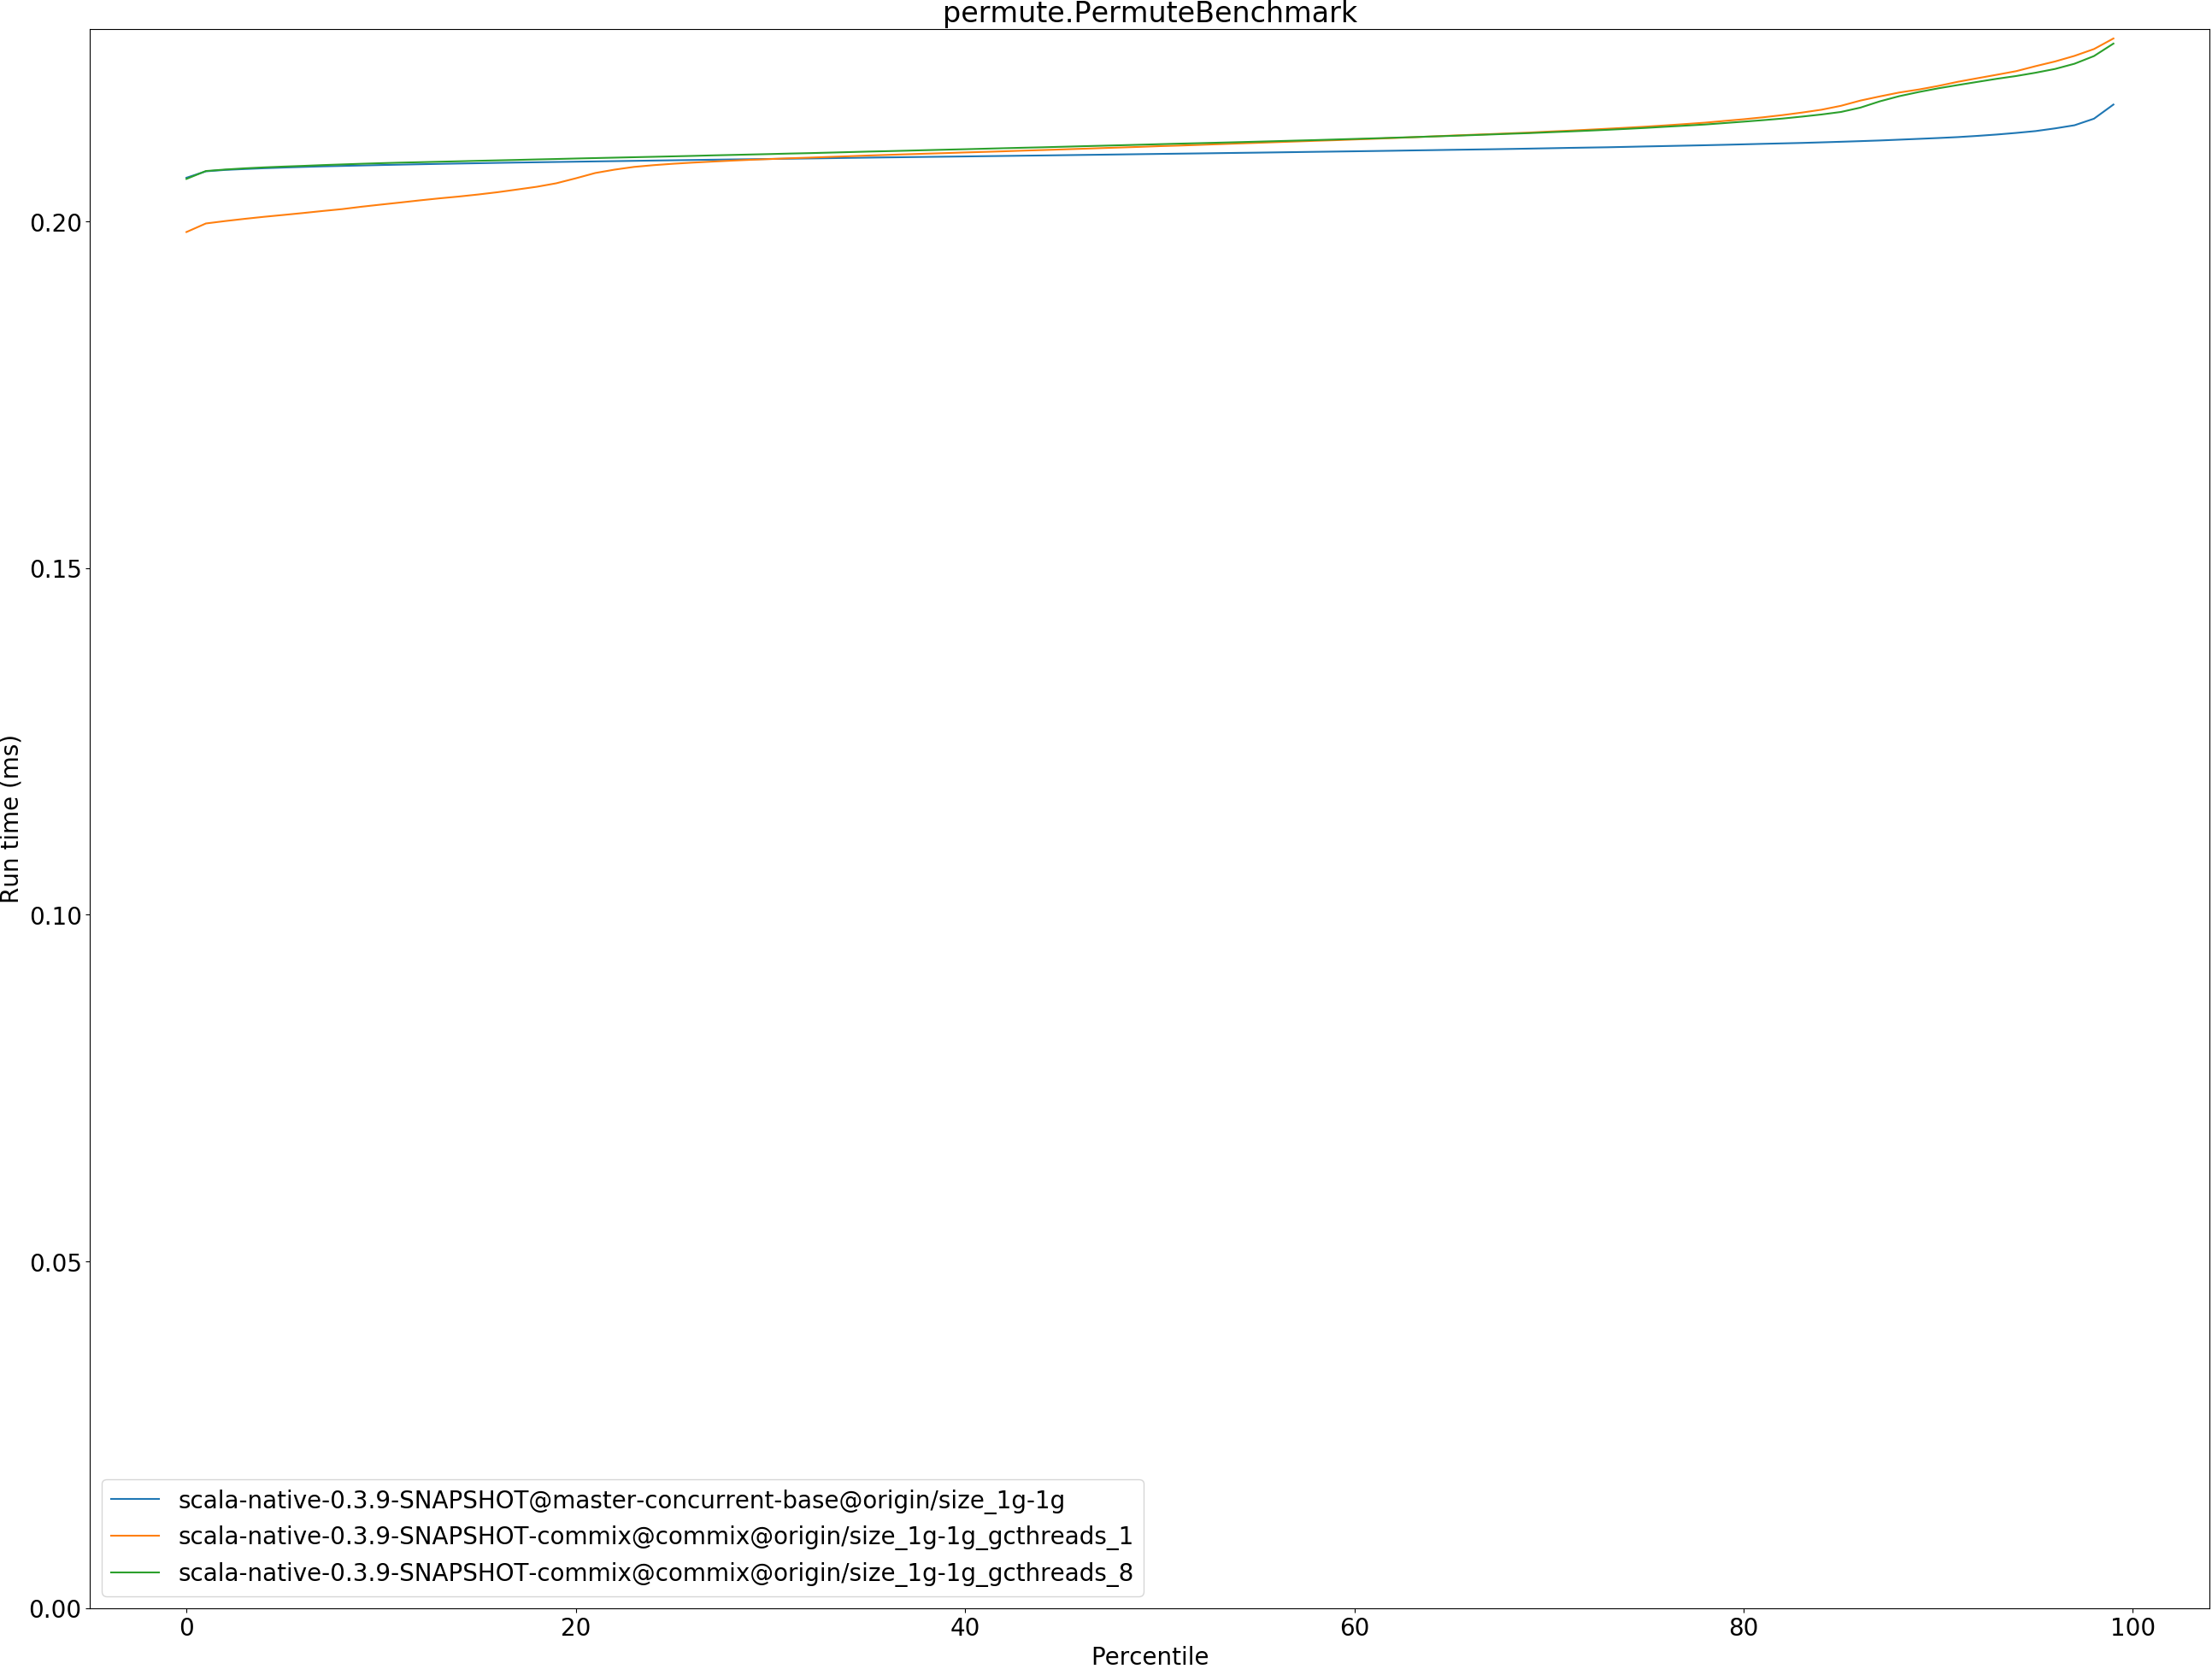 permute.PermuteBenchmark
Run time (ms)
0.20
0.15
0.10
0.05
0.00
scala-native-0.3.9-SNAPSHOT@master-concurrent-base@origin/size_1g-1g
scala-native-0.3.9-SNAPSHOT-commix@commix@origin/size_1g-1g_gcthreads_1
scala-native-0.3.9-SNAPSHOT-commix@commix@origin/size_1g-1g_gcthreads_8
0 20 40 60 80 100
Percentile